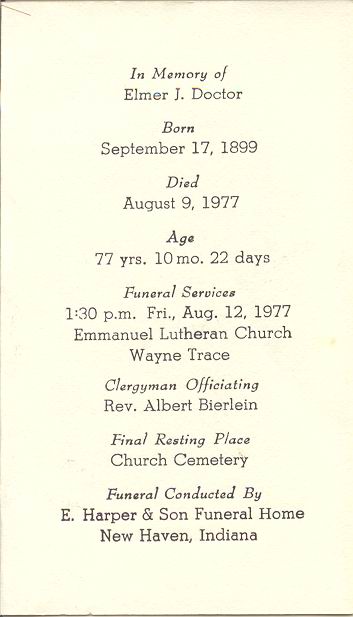 In Memory of
Elmer J. Doctor
Born
September 17, 1899
Died
August 9, 1977
Age
77 yrs. 10 mo. 22 days
Funeral Services
1:30 p.m. Fri., Aug. 12, 1977
Emmanuel Lutheran Church
Wayne Trace
Clergyman Officiating
Rev. Albert Bierlein
Final Resting Place
Church Cemetery
Funeral Conducted By
E. Harper & Son Funeral Home
New Haven, Indiana